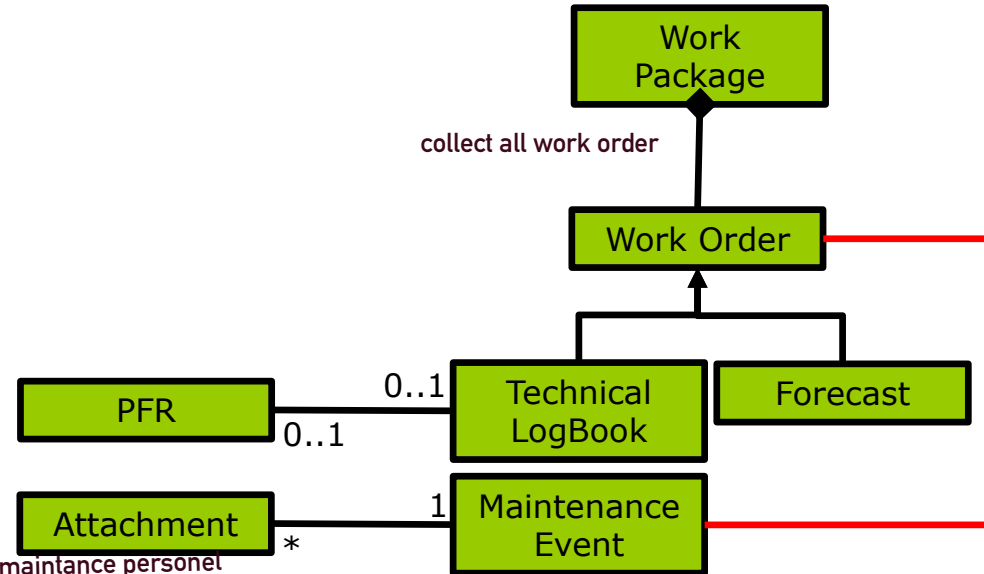 Work
Package
collect all work order
Work Order
0..1
Technical
LogBook
Forecast
PFR
0..1
1
Maintenance
Event
Attachment
*
maintance personel